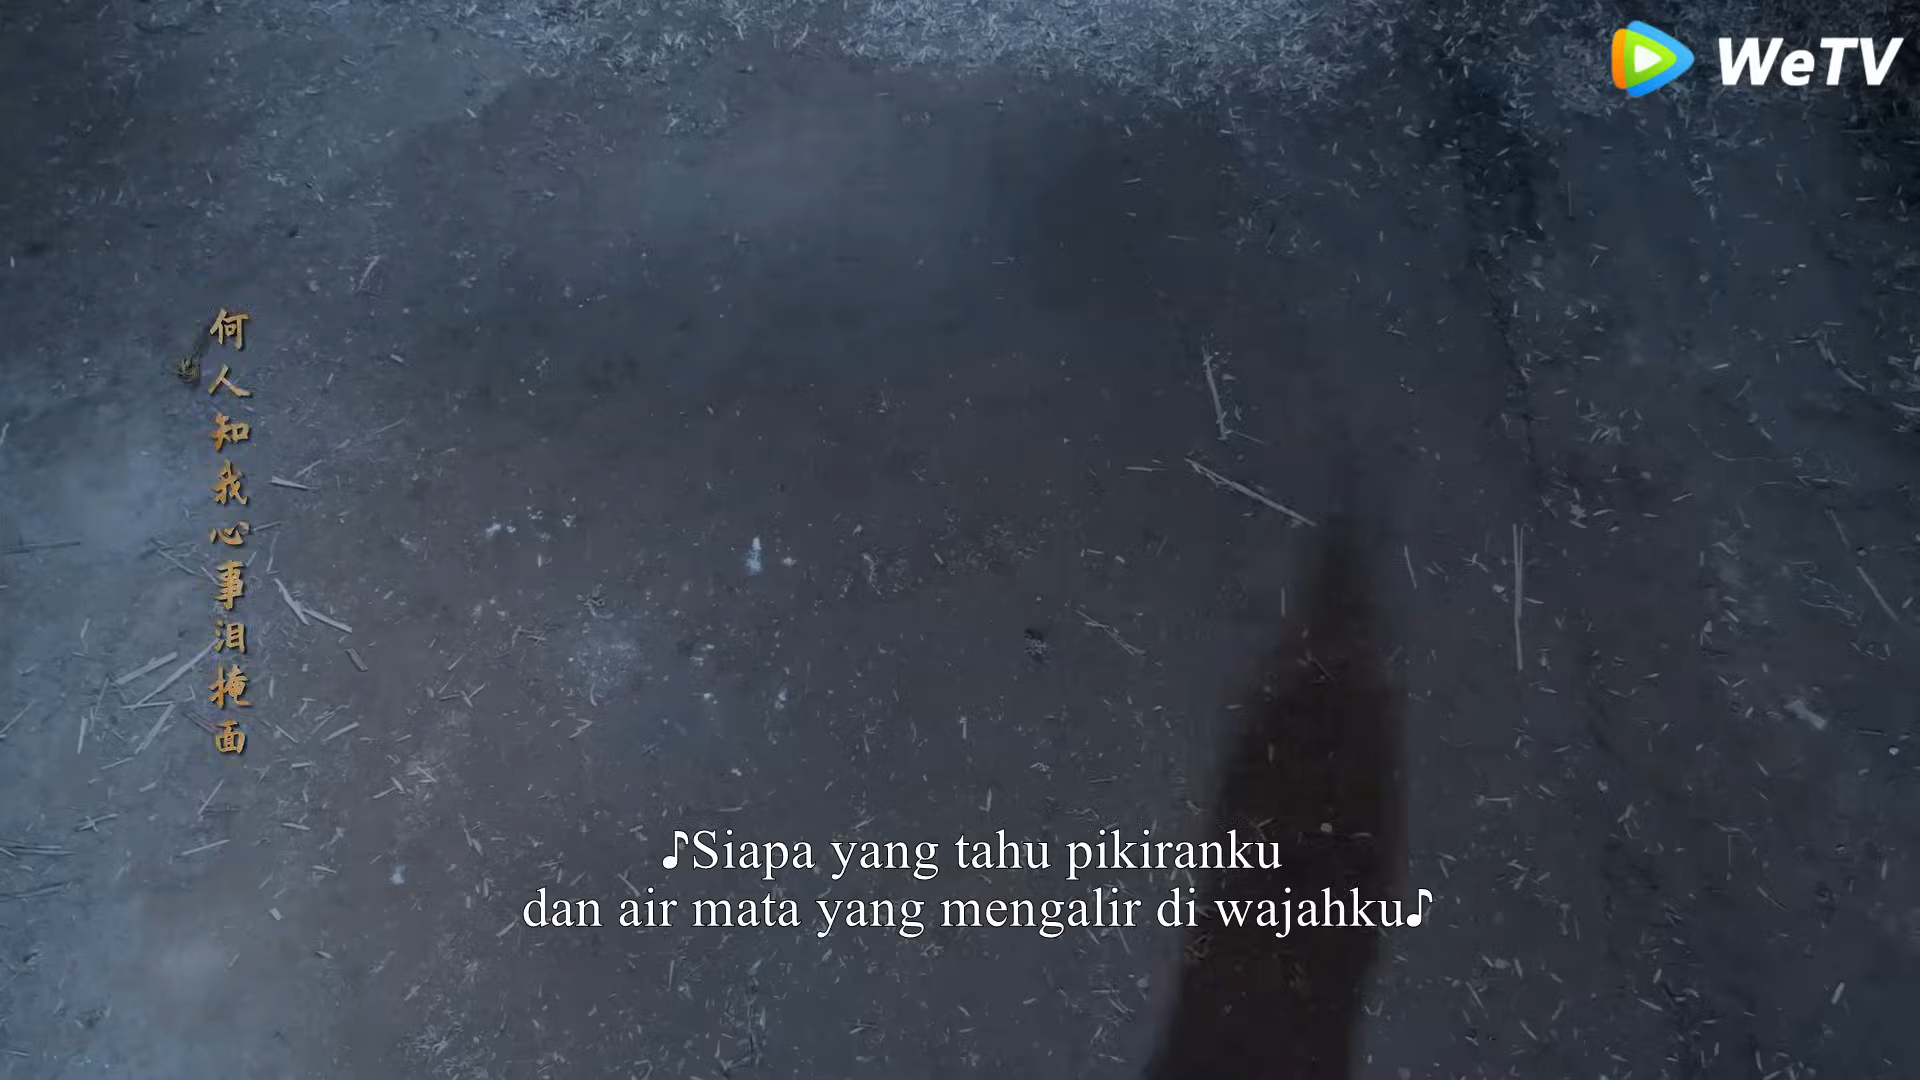 WeTV
何人知我心事泪掩面
♪Siapa yang tahu pikiranku
dan air mata yang mengalir di wajahku♪